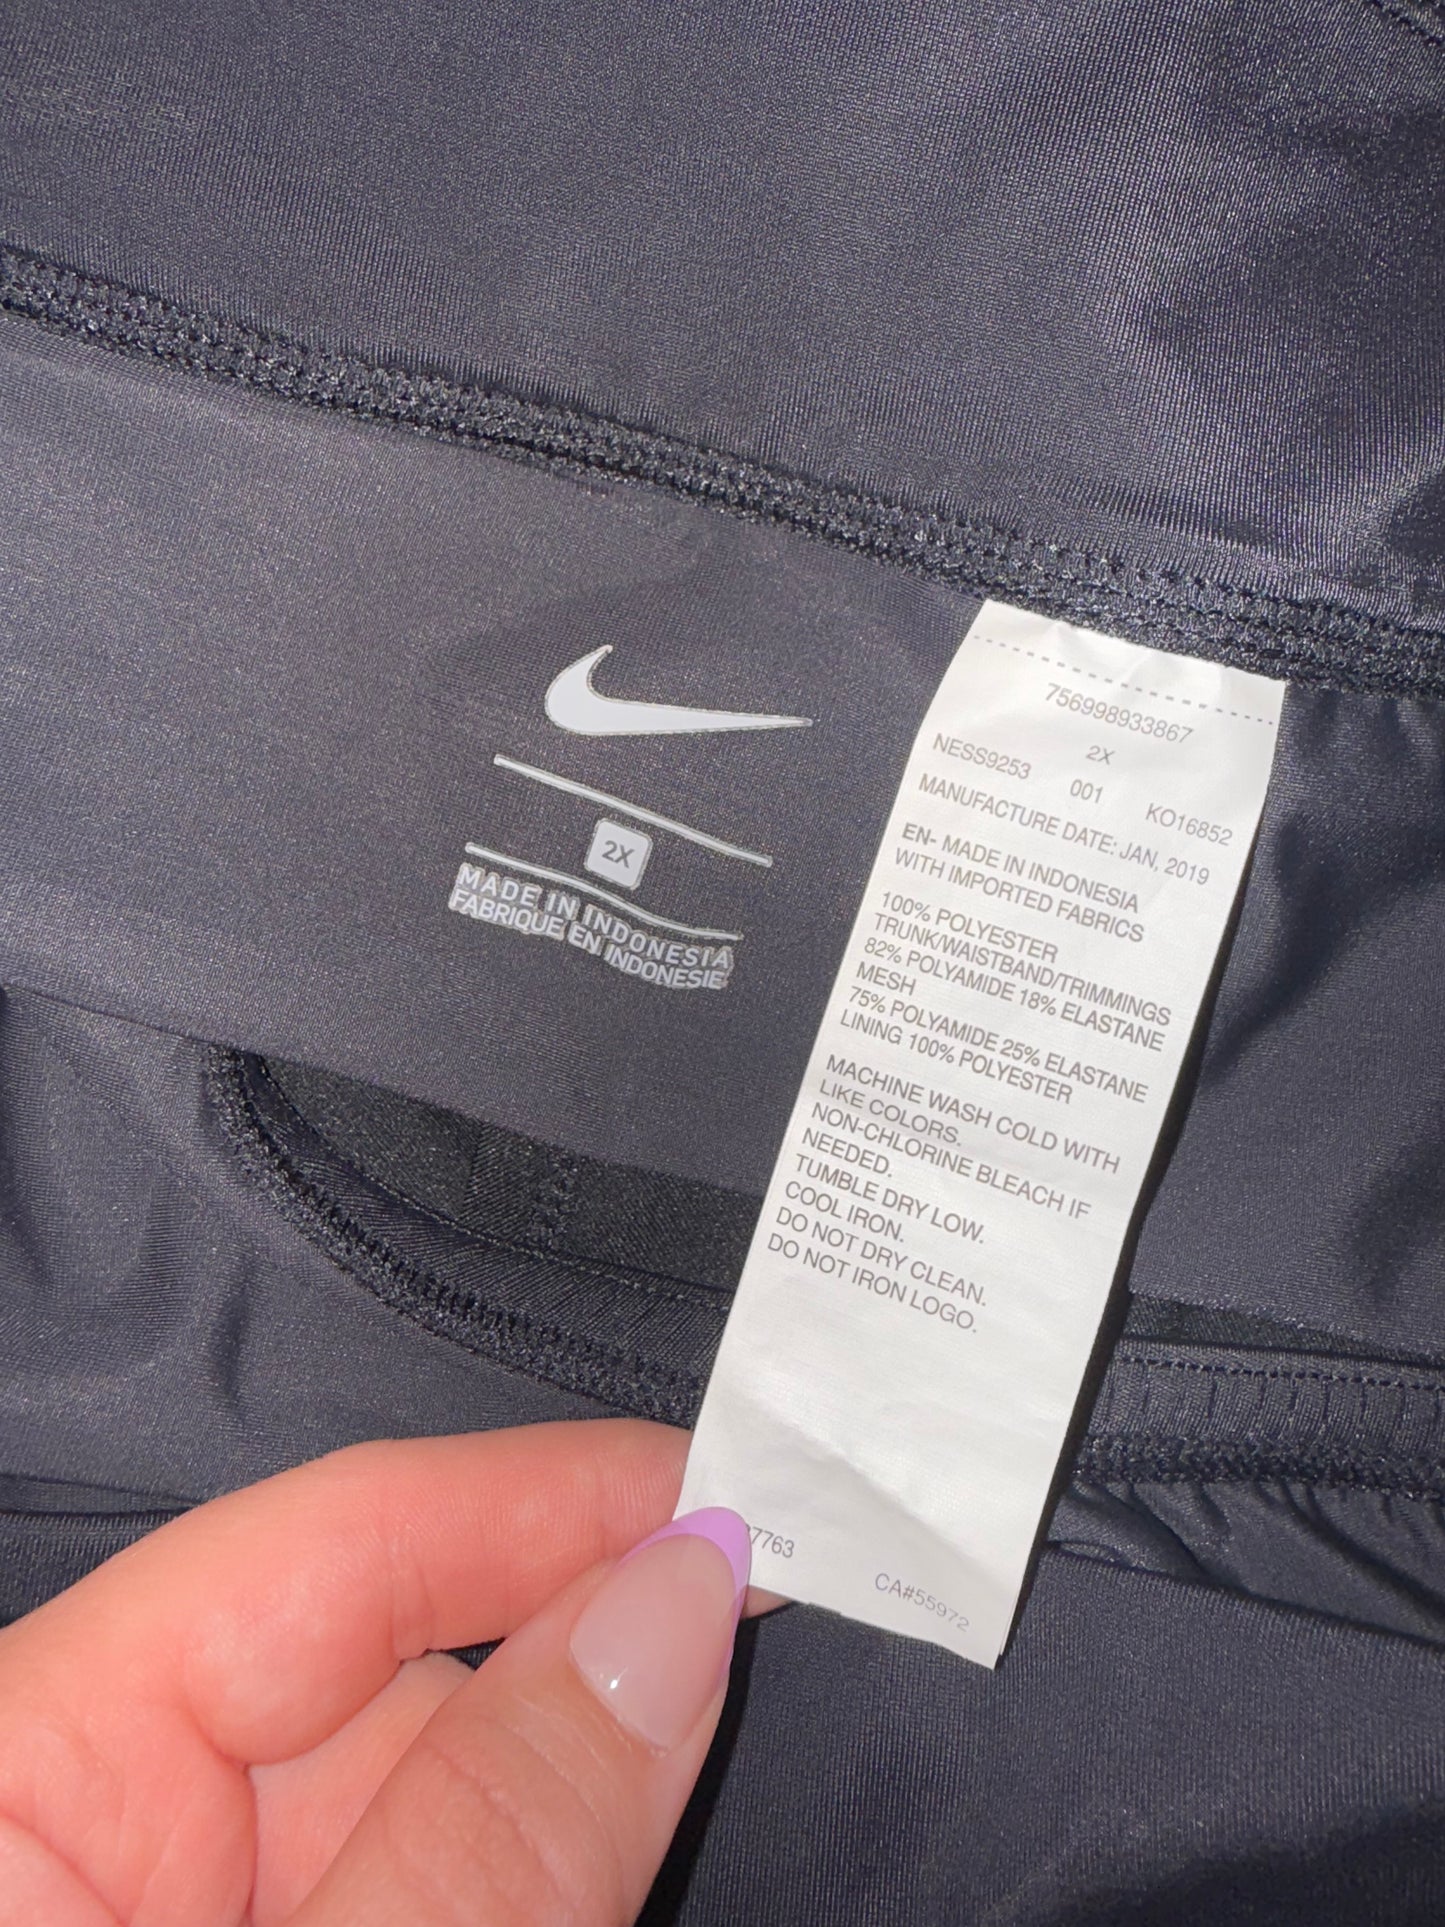 2X
MADE IN INDONESIA
FABRIQUE EN INDONESIE
756998933867
2X
NESS9253 001 KO16852
MANUFACTURE DATE: JAN, 2019
EN- MADE IN INDONESIA
WITH IMPORTED FABRICS
100% POLYESTER
TRUNK/WAISTBAND/TRIMMINGS
82% POLYAMIDE 18% ELASTANE
MESH
75% POLYAMIDE 25% ELASTANE
LINING 100% POLYESTER
MACHINE WASH COLD WITH
LIKE COLORS.
NON-CHLORINE BLEACH IF
NEEDED.
TUMBLE DRY LOW.
COOL IRON.
DO NOT DRY CLEAN.
DO NOT IRON LOGO.
CA#55972